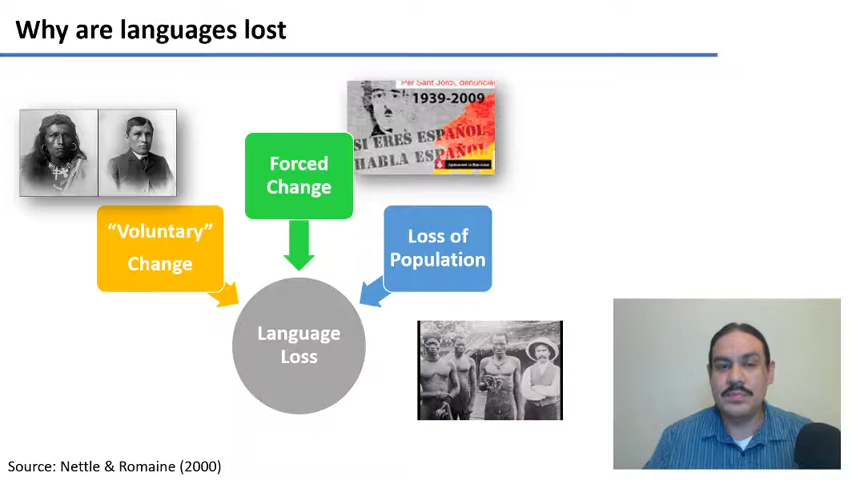 Why are languages lost
Per Sant Jordi, denuncie
1939-2009
SI ERES ESPAÑOL
HABLA ESPAÑOL
Forced
Change
"Voluntary"
Change
Loss of
Population
Language
Loss
Source: Nettle & Romaine (2000)